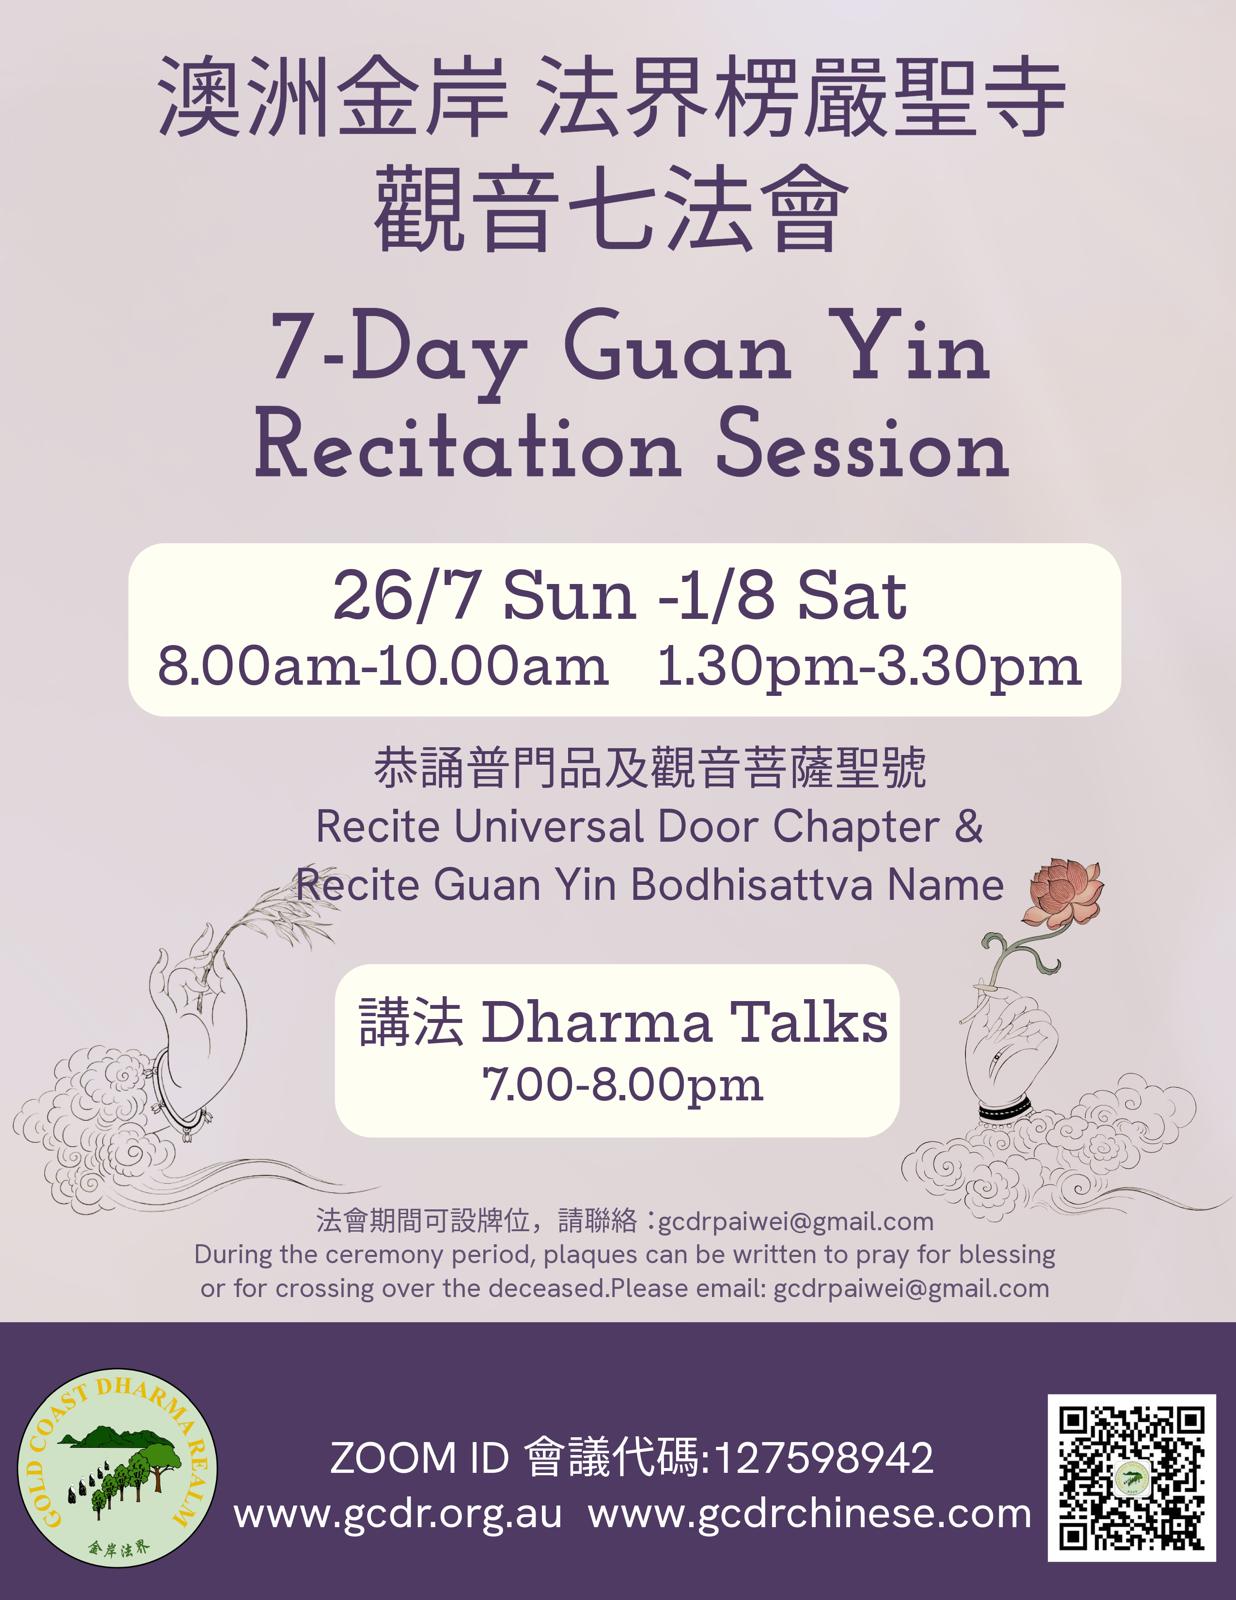 澳洲金岸 法界楞嚴聖寺
觀音七法會
7-Day Guan Yin
Recitation Session
26/7 Sun -1/8 Sat
8.00am-10.00am 1.30pm-3.30pm
恭誦普門品及觀音菩薩聖號
Recite Universal Door Chapter &
Recite Guan Yin Bodhisattva Name
講法 Dharma Talks
7.00-8.00pm
法會期間可設牌位，請聯絡：gcdrpaiwei@gmail.com
During the ceremony period, plaques can be written to pray for blessing
or for crossing over the deceased.Please email: gcdrpaiwei@gmail.com
GOLD COAST DHARMA REALM
金岸法界
ZOOM ID 會議代碼:127598942
www.gcdr.org.au www.gcdrchinese.com